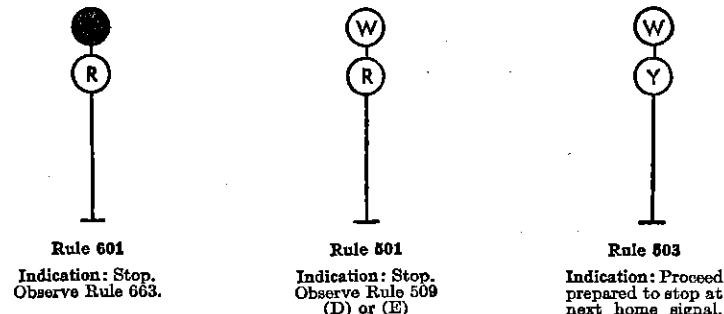 R
Rule 601
Indication: Stop.
Observe Rule 663.
W
R
Rule 501
Indication: Stop.
Observe Rule 509
(D) or (E)
W
Y
Rule 503
Indication: Proceed
prepared to stop at
next home signal.